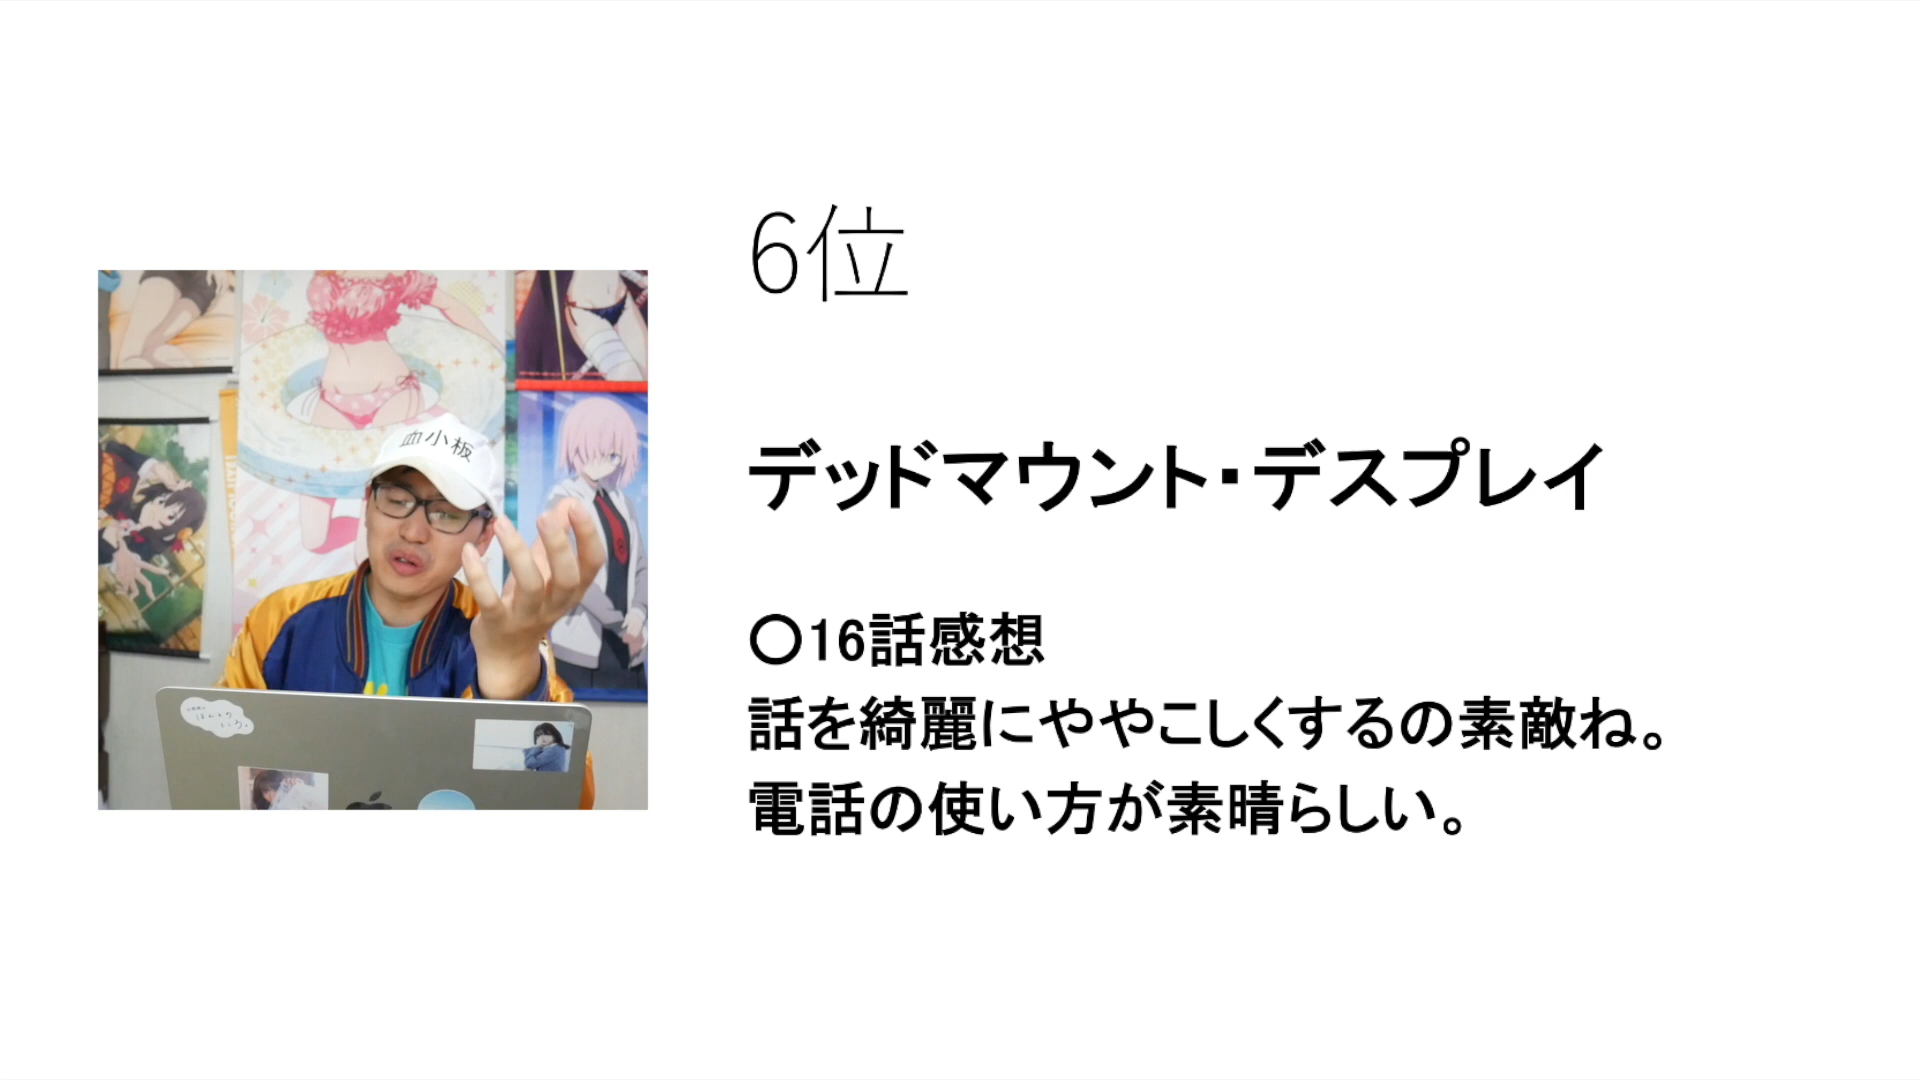 6位
デッドマウント・デスプレイ
〇16話感想
話を綺麗にややこしくするの素敵ね。
電話の使い方が素晴らしい。
血小板